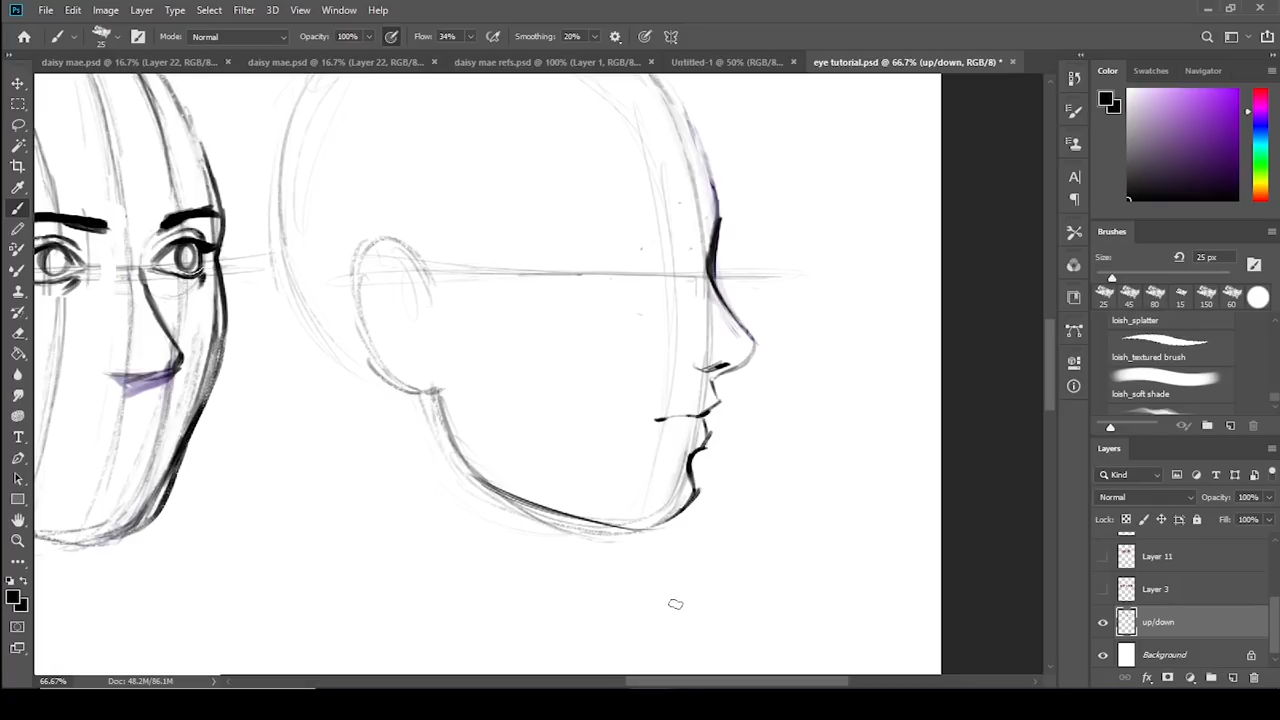 Ps File Edit Image Layer Type Select Filter 3D View Window Help
25 Mode: Normal Opacity: 100% Flow: 34% Smoothing: 20%
daisy mae.psd @ 16.7% (Layer 22, RGB/8... × daisy mae.psd @ 16.7% (Layer 22, RGB/8... × daisy mae refs.psd @ 100% (Layer 1, RGB/8... × Untitled-1 @ 50% (RGB/8... × eye tutorial.psd @ 66.7% (up/down, RGB/8) * ×
Color Swatches Navigator
Brushes
Size: 25 px
25 45 80 15 150 60
loish_splatter
loish_textured brush
loish_soft shade
Layers
Kind
Normal Opacity: 100%
Lock: Fill: 100%
Layer 11
Layer 3
up/down
Background
fx
66.67% Doc: 48.2M/86.1M